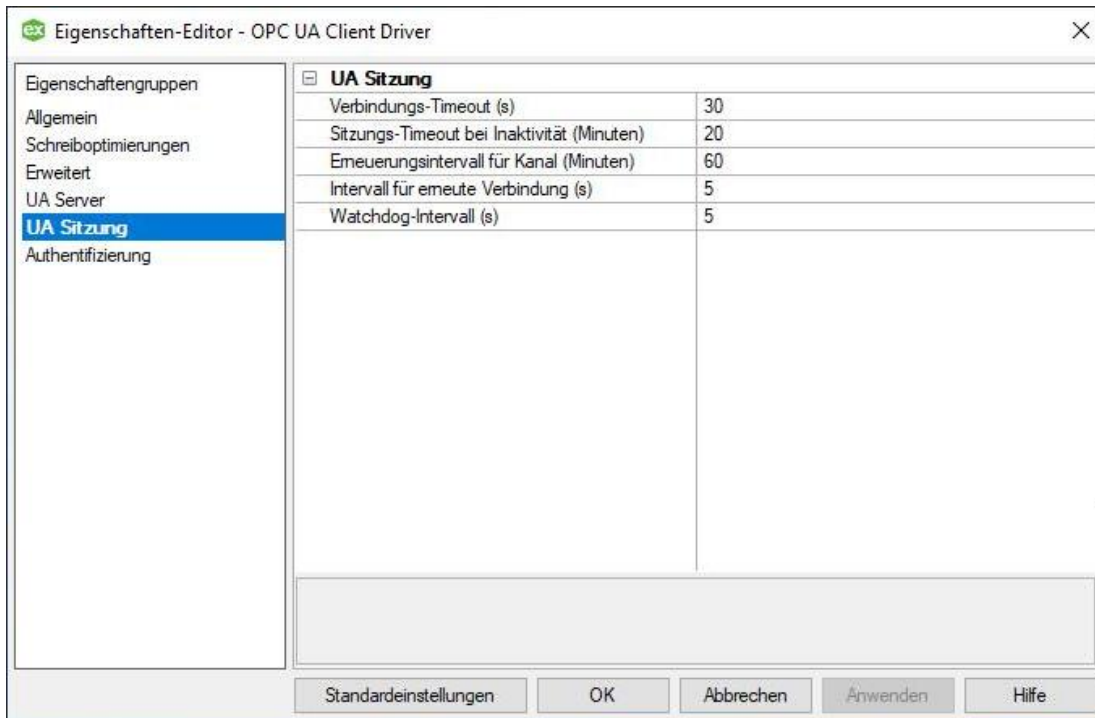 ex Eigenschaften-Editor - OPC UA Client Driver
Eigenschaftengruppen
Allgemein
Schreiboptimierungen
Erweitert
UA Server
UA Sitzung
Authentifizierung
UA Sitzung
Verbindungs-Timeout (s) 30
Sitzungs-Timeout bei Inaktivität (Minuten) 20
Erneuerungsintervall für Kanal (Minuten) 60
Intervall für erneute Verbindung (s) 5
Watchdog-Intervall (s) 5
Standardeinstellungen OK Abbrechen Anwenden Hilfe